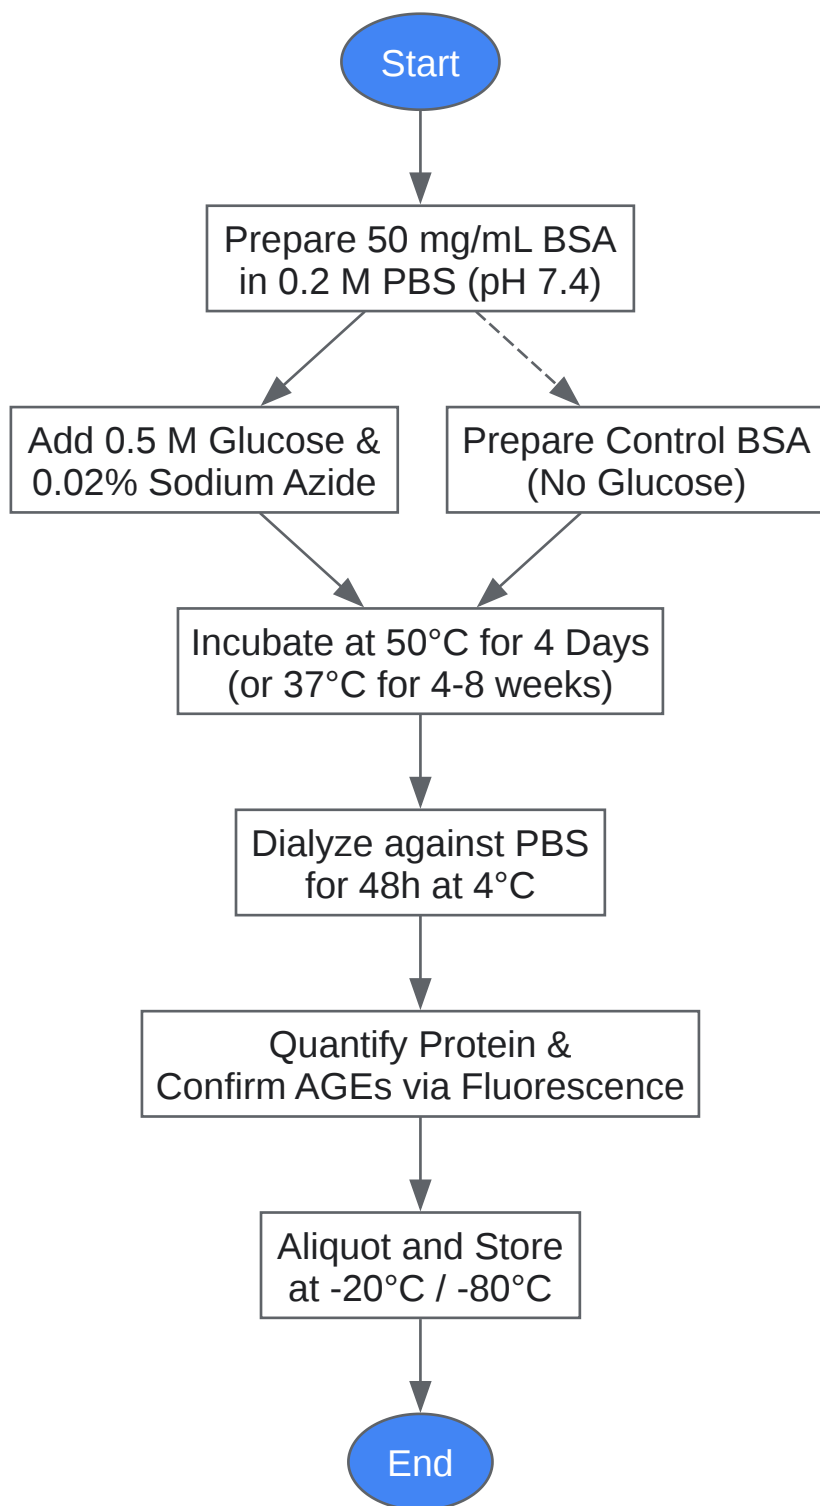 Start
Prepare 50 mg/mL BSA
in 0.2 M PBS (pH 7.4)
Add 0.5 M Glucose &
0.02% Sodium Azide
Prepare Control BSA
(No Glucose)
Incubate at 50°C for 4 Days
(or 37°C for 4-8 weeks)
Dialyze against PBS
for 48h at 4°C
Quantify Protein &
Confirm AGEs via Fluorescence
Aliquot and Store
at -20°C / -80°C
End